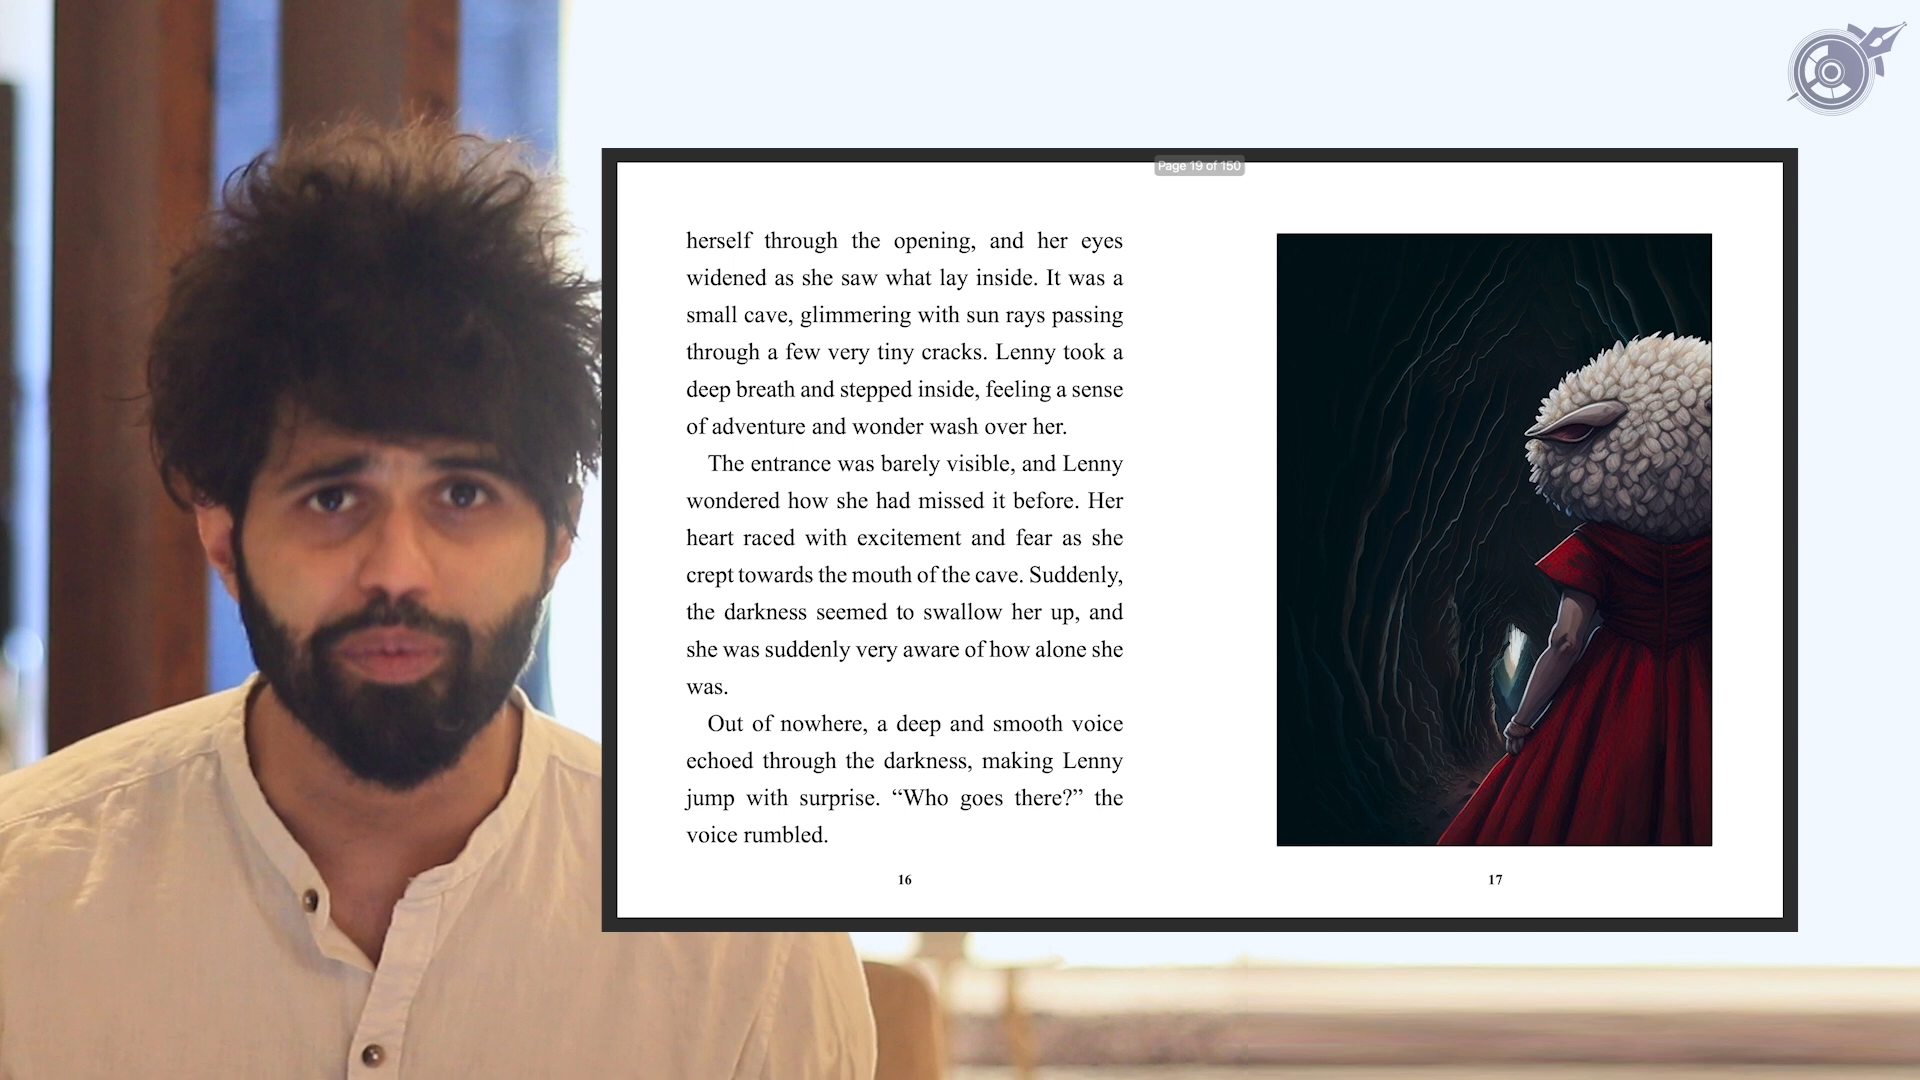 Page 19 of 150
herself through the opening, and her eyes
widened as she saw what lay inside. It was a
small cave, glimmering with sun rays passing
through a few very tiny cracks. Lenny took a
deep breath and stepped inside, feeling a sense
of adventure and wonder wash over her.
The entrance was barely visible, and Lenny
wondered how she had missed it before. Her
heart raced with excitement and fear as she
crept towards the mouth of the cave. Suddenly,
the darkness seemed to swallow her up, and
she was suddenly very aware of how alone she
was.
Out of nowhere, a deep and smooth voice
echoed through the darkness, making Lenny
jump with surprise. “Who goes there?” the
voice rumbled.
16
17